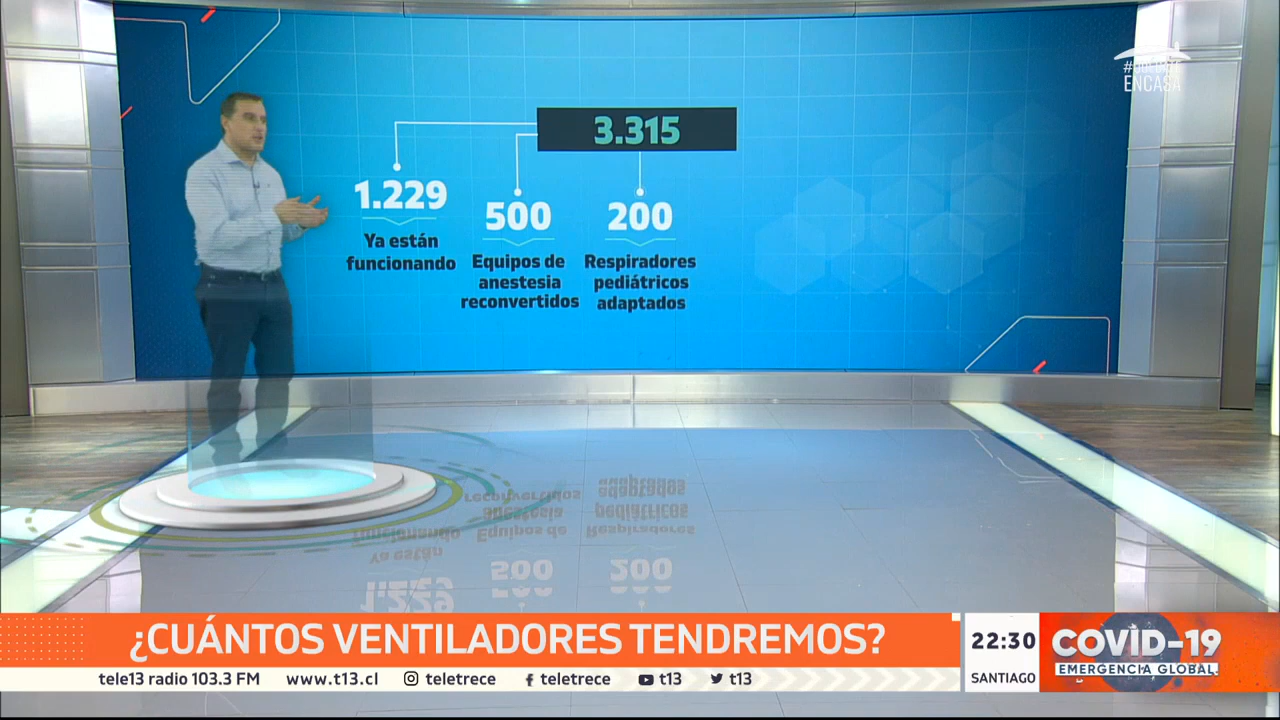 #QUÉDATE
ENCASA
3.315
1.229
Ya están
funcionando
500
Equipos de
anestesia
reconvertidos
200
Respiradores
pediátricos
adaptados
¿CUÁNTOS VENTILADORES TENDREMOS?
22:30
SANTIAGO
COVID-19
EMERGENCIA GLOBAL
tele13 radio 103.3 FM www.t13.cl teletrece teletrece t13 t13